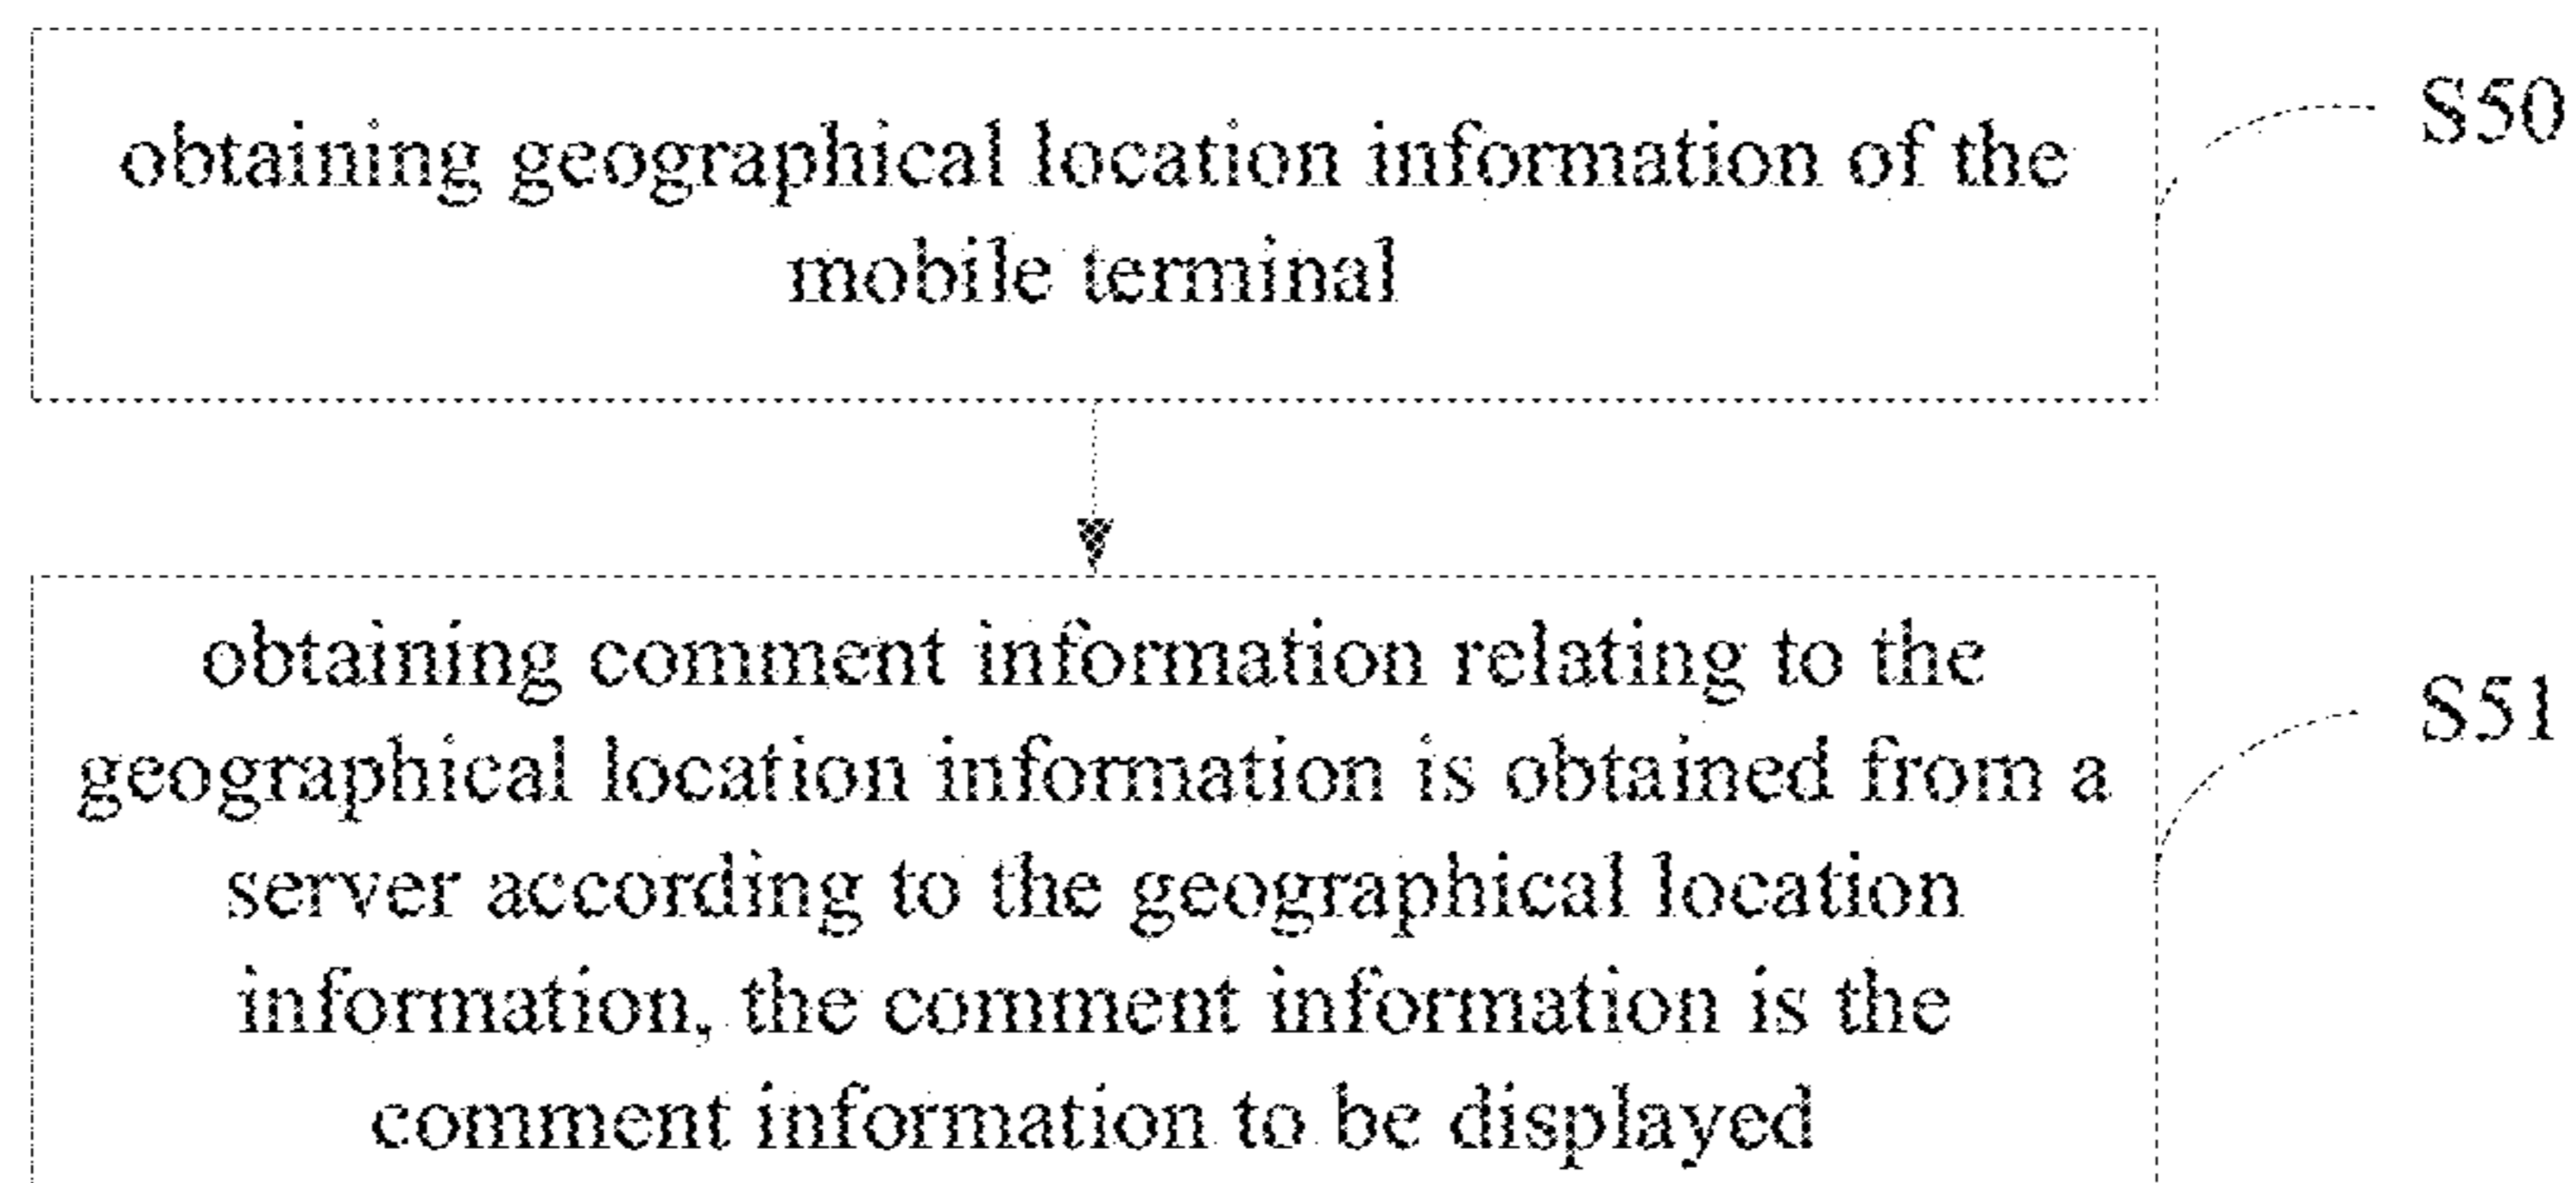 obtaining geographical location information of the
mobile terminal
S50
obtaining comment information relating to the
geographical location information is obtained from a
server according to the geographical location
information, the comment information is the
comment information to be displayed
S51